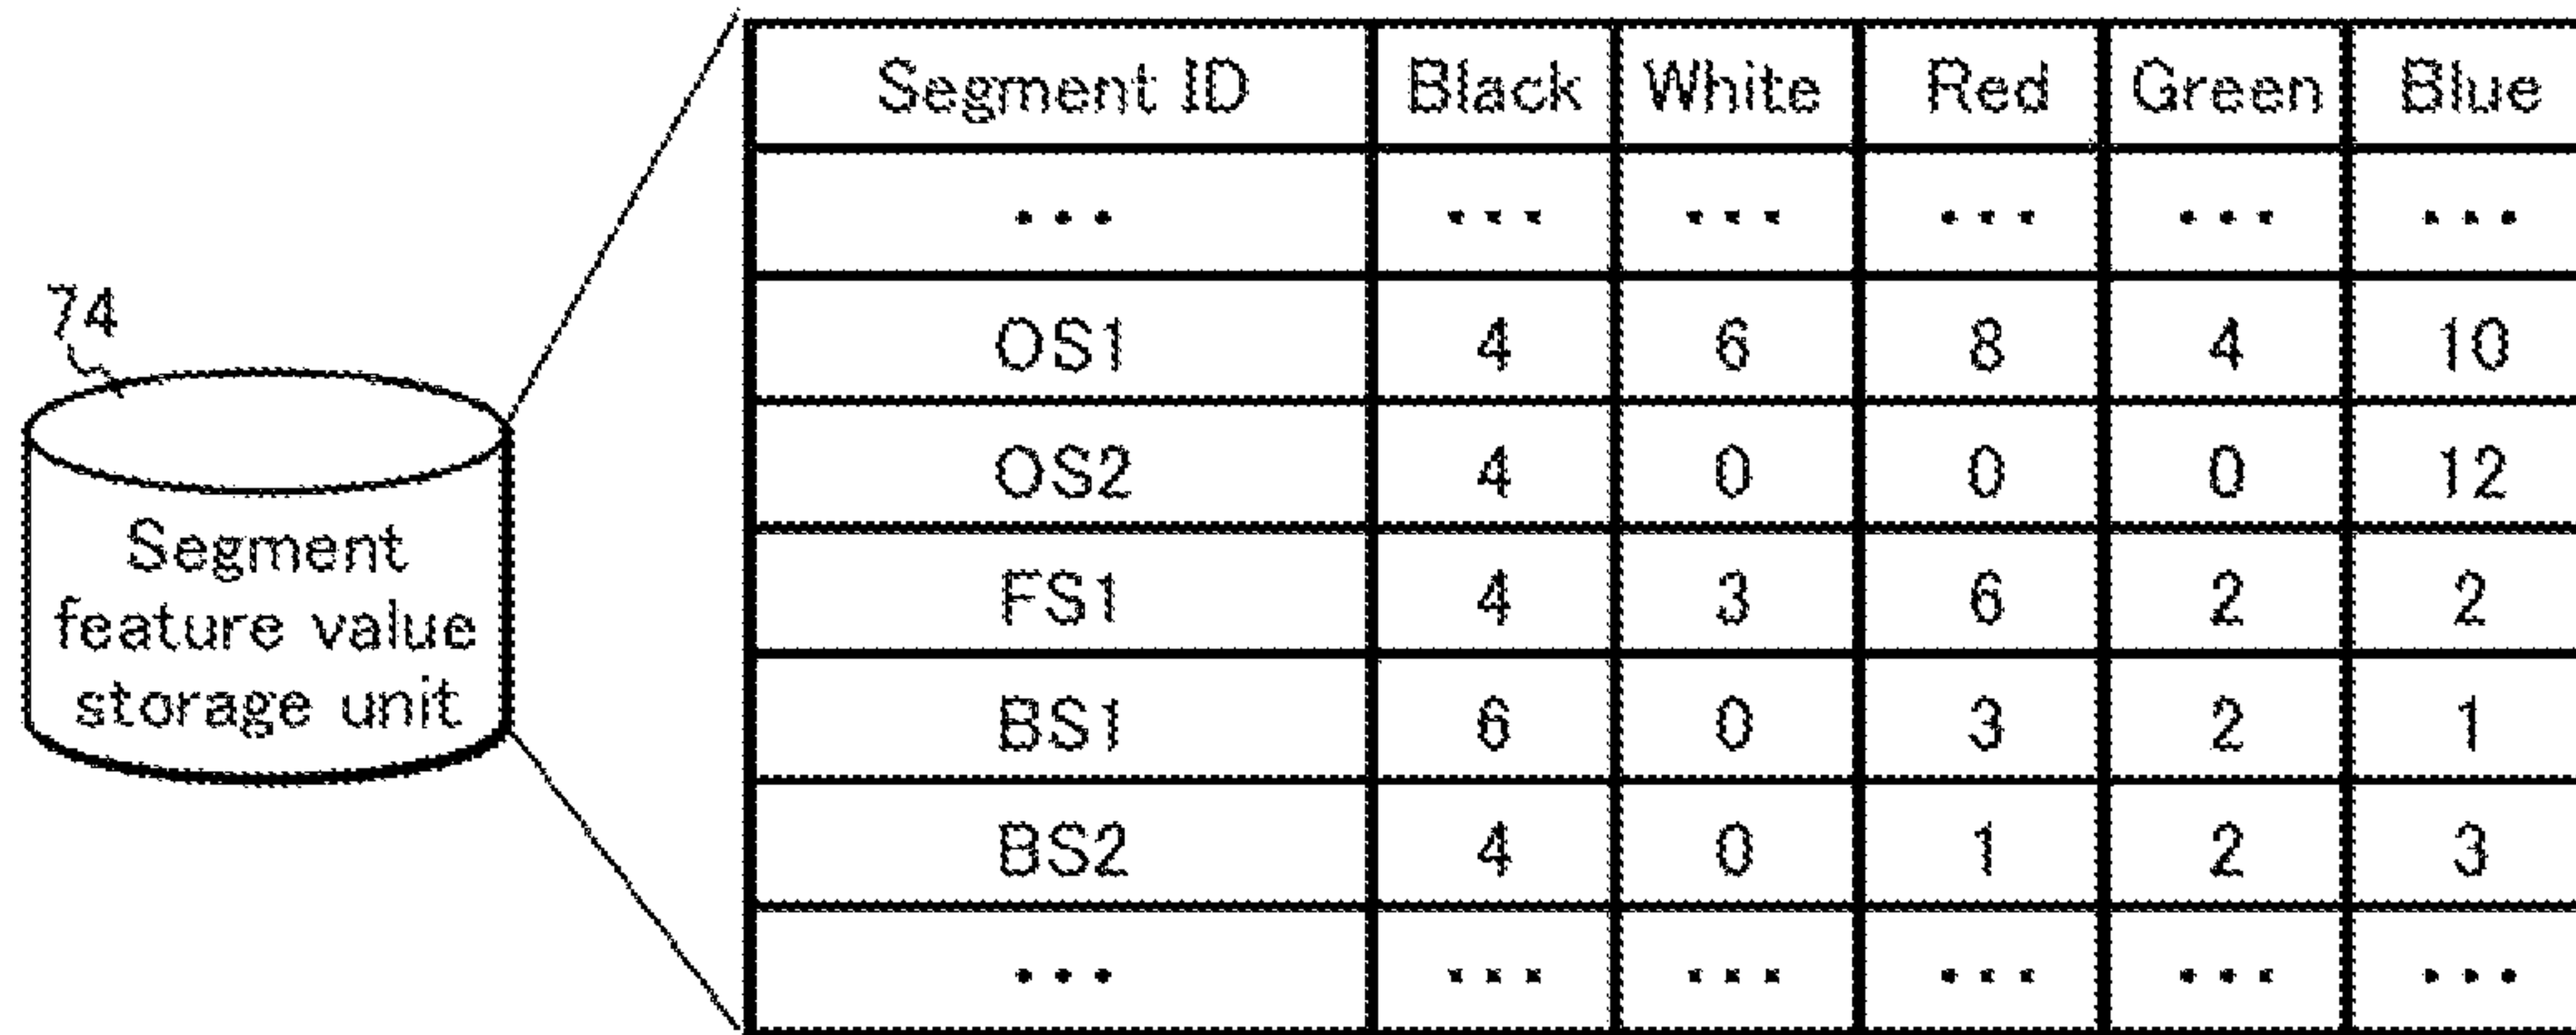 74
Segment
feature value
storage unit
Segment ID Black White Red Green Blue
... ... ... ... ... ...
OS1 4 6 8 4 10
OS2 4 0 0 0 12
FS1 4 3 6 2 2
BS1 6 0 3 2 1
BS2 4 0 1 2 3
... ... ... ... ... ...